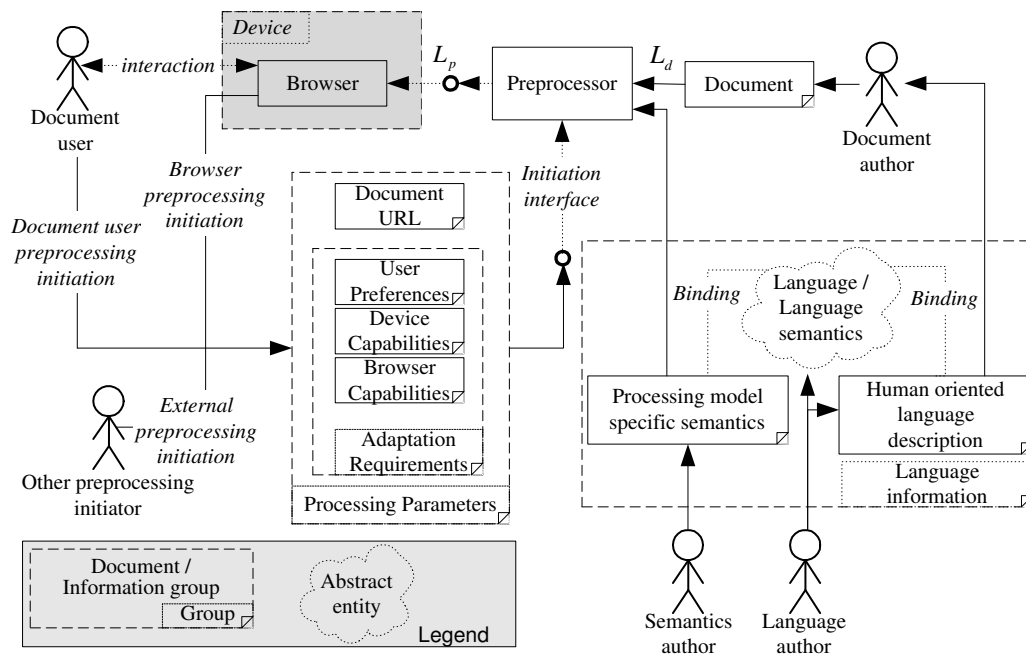 Device
interaction
Browser
L_p
Preprocessor
L_d
Document
Document
user
Document
author
Browser
preprocessing
initiation
Initiation
interface
Document user
preprocessing
initiation
Document
URL
User
Preferences
Device
Capabilities
Browser
Capabilities
Adaptation
Requirements
Processing Parameters
Binding
Language /
Language
semantics
Binding
Processing model
specific semantics
Human oriented
language
description
Language
information
External
preprocessing
initiation
Other preprocessing
initiator
Document /
Information group
Group
Abstract
entity
Legend
Semantics
author
Language
author